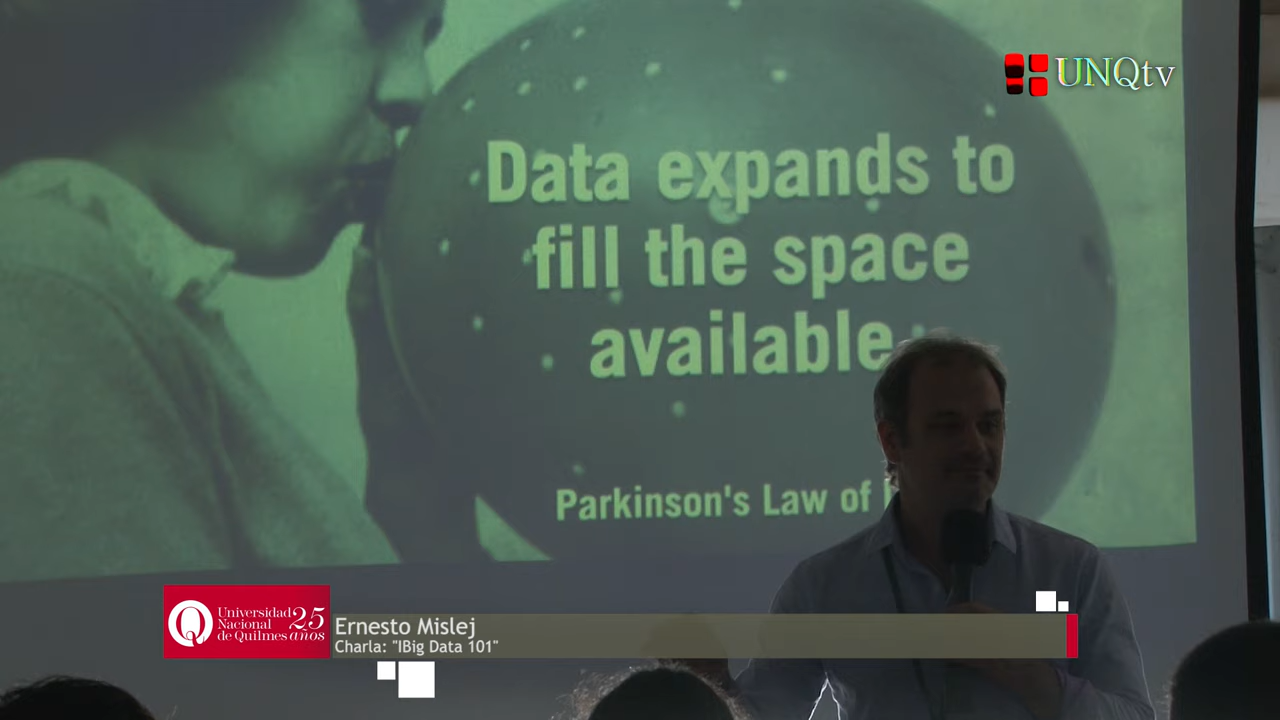 UNQtv
Data expands to
fill the space
available
Parkinson's Law of
Universidad
Nacional
de Quilmes
25
años
Ernesto Mislej
Charla: "IBig Data 101"